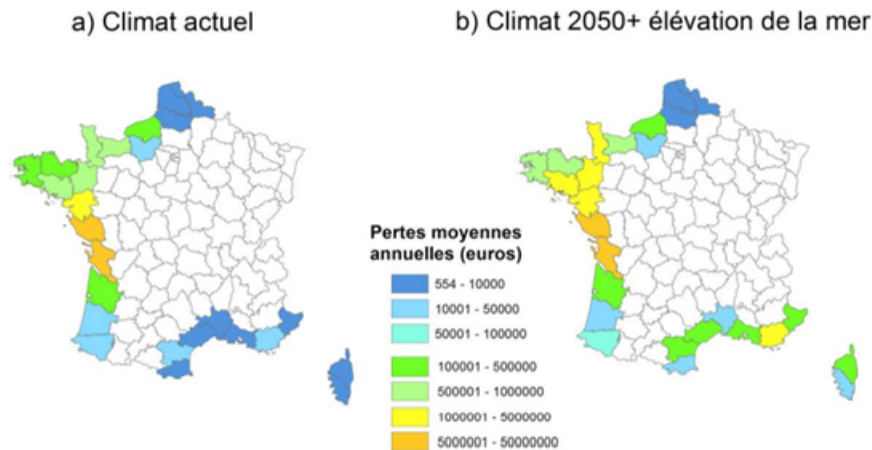 a) Climat actuel
b) Climat 2050+ élévation de la mer
Pertes moyennes
annuelles (euros)
554 - 10000
10001 - 50000
50001 - 100000
100001 - 500000
500001 - 1000000
1000001 - 5000000
5000001 - 50000000